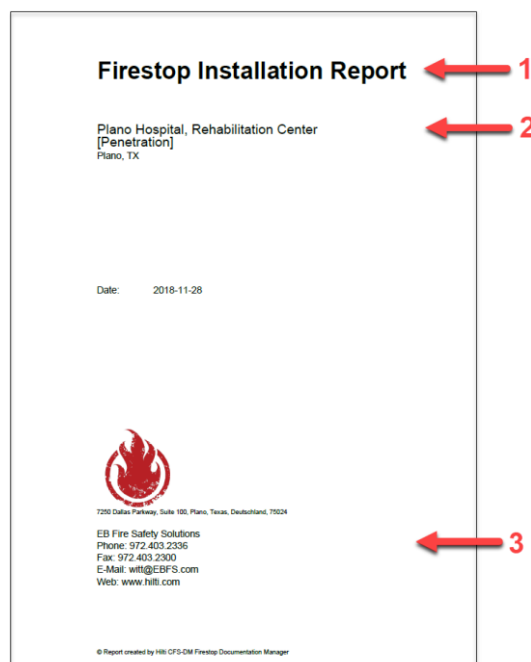 Firestop Installation Report
1
Plano Hospital, Rehabilitation Center
2
[Penetration]
Plano, TX
Date: 2018-11-28
7250 Dallas Parkway, Suite 100, Plano, Texas, Deutschland, 75024
EB Fire Safety Solutions
Phone: 972.403.2336
3
Fax: 972.403.2300
E-Mail: witt@EBFS.com
Web: www.hilti.com
© Report created by Hilti CFS-DM Firestop Documentation Manager